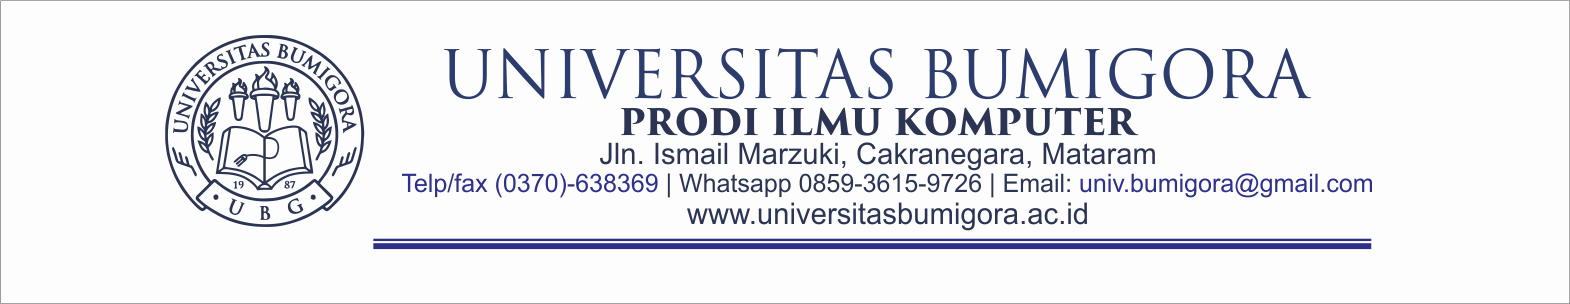 UNIVERSITAS BUMIGORA
19 87
U B G
UNIVERSITAS BUMIGORA
PRODI ILMU KOMPUTER
Jln. Ismail Marzuki, Cakranegara, Mataram
Telp/fax (0370)-638369 | Whatsapp 0859-3615-9726 | Email: univ.bumigora@gmail.com
www.universitasbumigora.ac.id